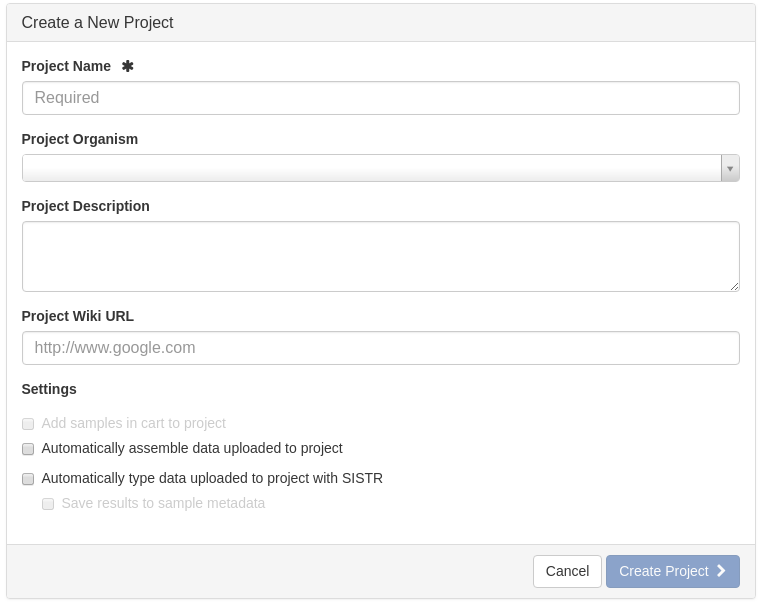 Create a New Project
Project Name ✱
Required
Project Organism
Project Description
Project Wiki URL
http://www.google.com
Settings
Add samples in cart to project
Automatically assemble data uploaded to project
Automatically type data uploaded to project with SISTR
Save results to sample metadata
Cancel Create Project